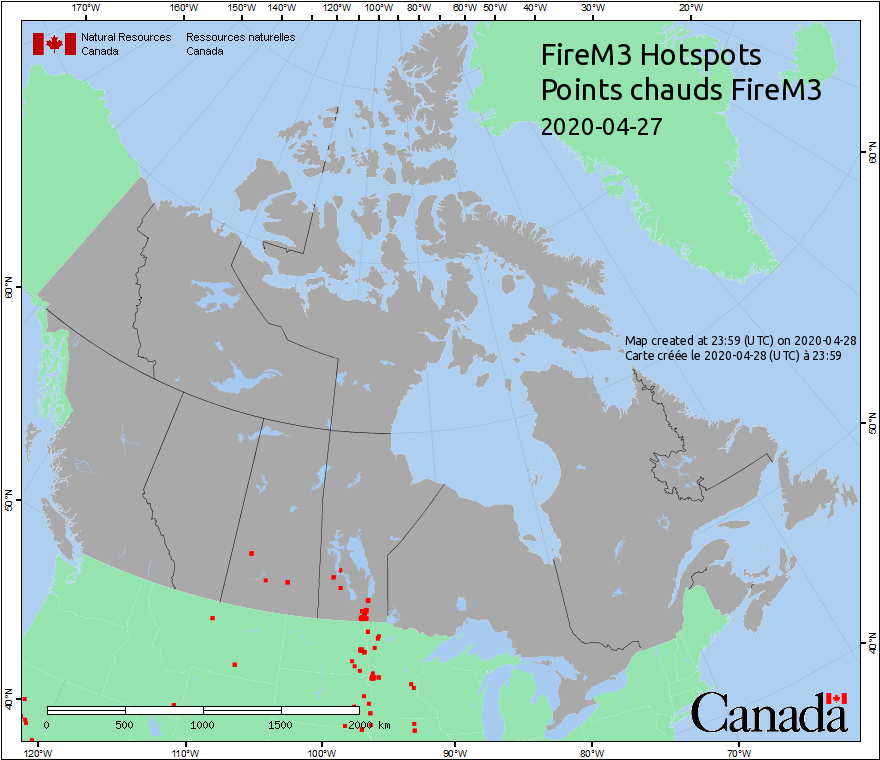 170°W 160°W 150°W 140°W 130°W 120°W 110°W 100°W 90°W 80°W 60°W 50°W 40°W 30°W 20°W
Natural Resources Ressources naturelles
Canada Canada
FireM3 Hotspots
Points chauds FireM3
2020-04-27
60°N
60°N
Map created at 23:59 (UTC) on 2020-04-28
Carte créée le 2020-04-28 (UTC) à 23:59
50°N
50°N
40°N
40°N
Canada
0 500 1000 1500 2000 km
120°W 110°W 100°W 90°W 80°W 70°W